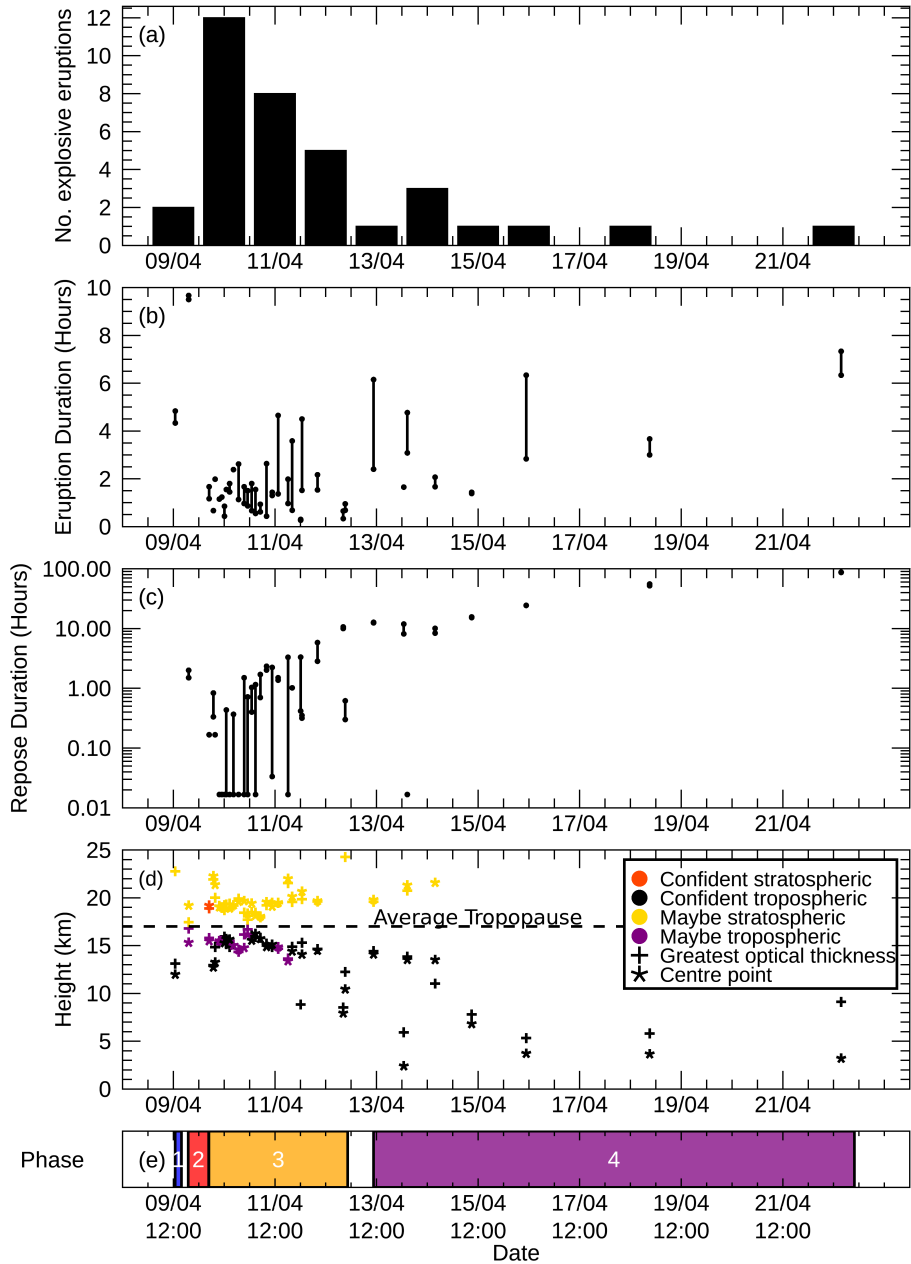 (a)
No. explosive eruptions
12
10
8
6
4
2
0
09/04 11/04 13/04 15/04 17/04 19/04 21/04
(b)
Eruption Duration (Hours)
10
8
6
4
2
0
09/04 11/04 13/04 15/04 17/04 19/04 21/04
(c)
Repose Duration (Hours)
100.00
10.00
1.00
0.10
0.01
09/04 11/04 13/04 15/04 17/04 19/04 21/04
(d)
Height (km)
25
20
15
10
5
0
Average Tropopause
Confident stratospheric
Confident tropospheric
Maybe stratospheric
Maybe tropospheric
Greatest optical thickness
Centre point
09/04 11/04 13/04 15/04 17/04 19/04 21/04
Phase (e) 1 2 3 4
09/04 11/04 13/04 15/04 17/04 19/04 21/04
12:00 12:00 12:00 12:00 12:00 12:00 12:00
Date